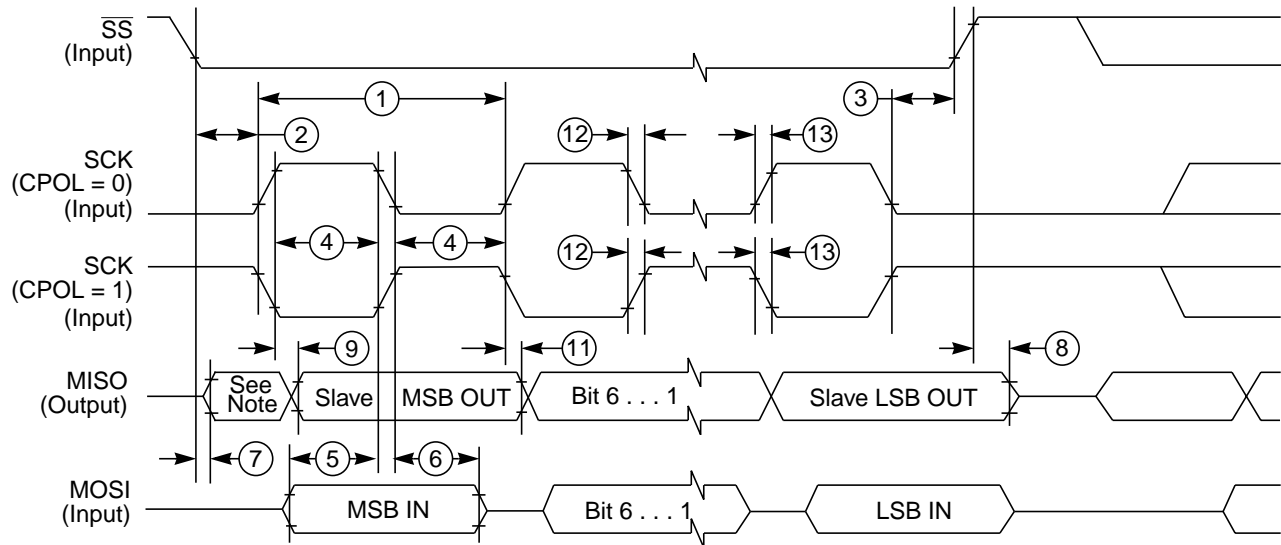 SS
(Input)
1
3
2
12
13
SCK
(CPOL = 0)
(Input)
4
4
12
13
SCK
(CPOL = 1)
(Input)
9
11
8
MISO
(Output)
See
Note
Slave
MSB OUT
Bit 6 . . . 1
Slave LSB OUT
7
5
6
MOSI
(Input)
MSB IN
Bit 6 . . . 1
LSB IN